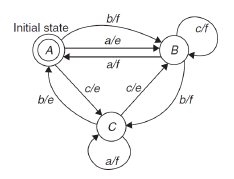 b/f
c/f
Initial state
a/e
A
B
a/f
c/e
c/e
b/e
b/f
C
a/f